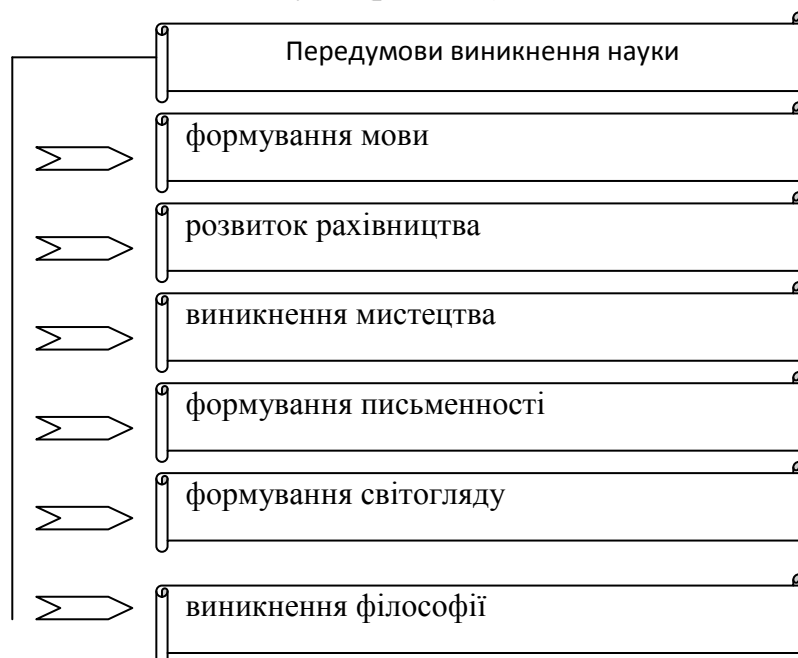 Передумови виникнення науки
формування мови
розвиток рахівництва
виникнення мистецтва
формування письменності
формування світогляду
виникнення філософії